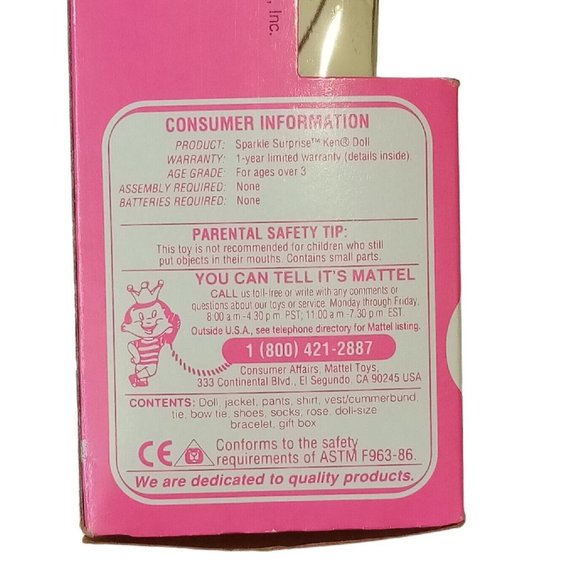 , Inc.
CONSUMER INFORMATION
PRODUCT: Sparkle Surprise™ Ken® Doll
WARRANTY: 1-year limited warranty (details inside)
AGE GRADE: For ages over 3
ASSEMBLY REQUIRED: None
BATTERIES REQUIRED: None
PARENTAL SAFETY TIP:
This toy is not recommended for children who still
put objects in their mouths. Contains small parts.
YOU CAN TELL IT'S MATTEL
CALL us toll-free or write with any comments or
questions about our toys or service, Monday through Friday,
8:00 a.m.-4:30 p.m. PST; 11:00 a.m.-7:30 p.m. EST.
Outside U.S.A., see telephone directory for Mattel listing.
1 (800) 421-2887
Consumer Affairs, Mattel Toys,
333 Continental Blvd., El Segundo, CA 90245 USA
CONTENTS: Doll, jacket, pants, shirt, vest/cummerbund,
tie, bow tie, shoes, socks, rose, doll-size
bracelet, gift box
CE Conforms to the safety
requirements of ASTM F963-86.
We are dedicated to quality products.